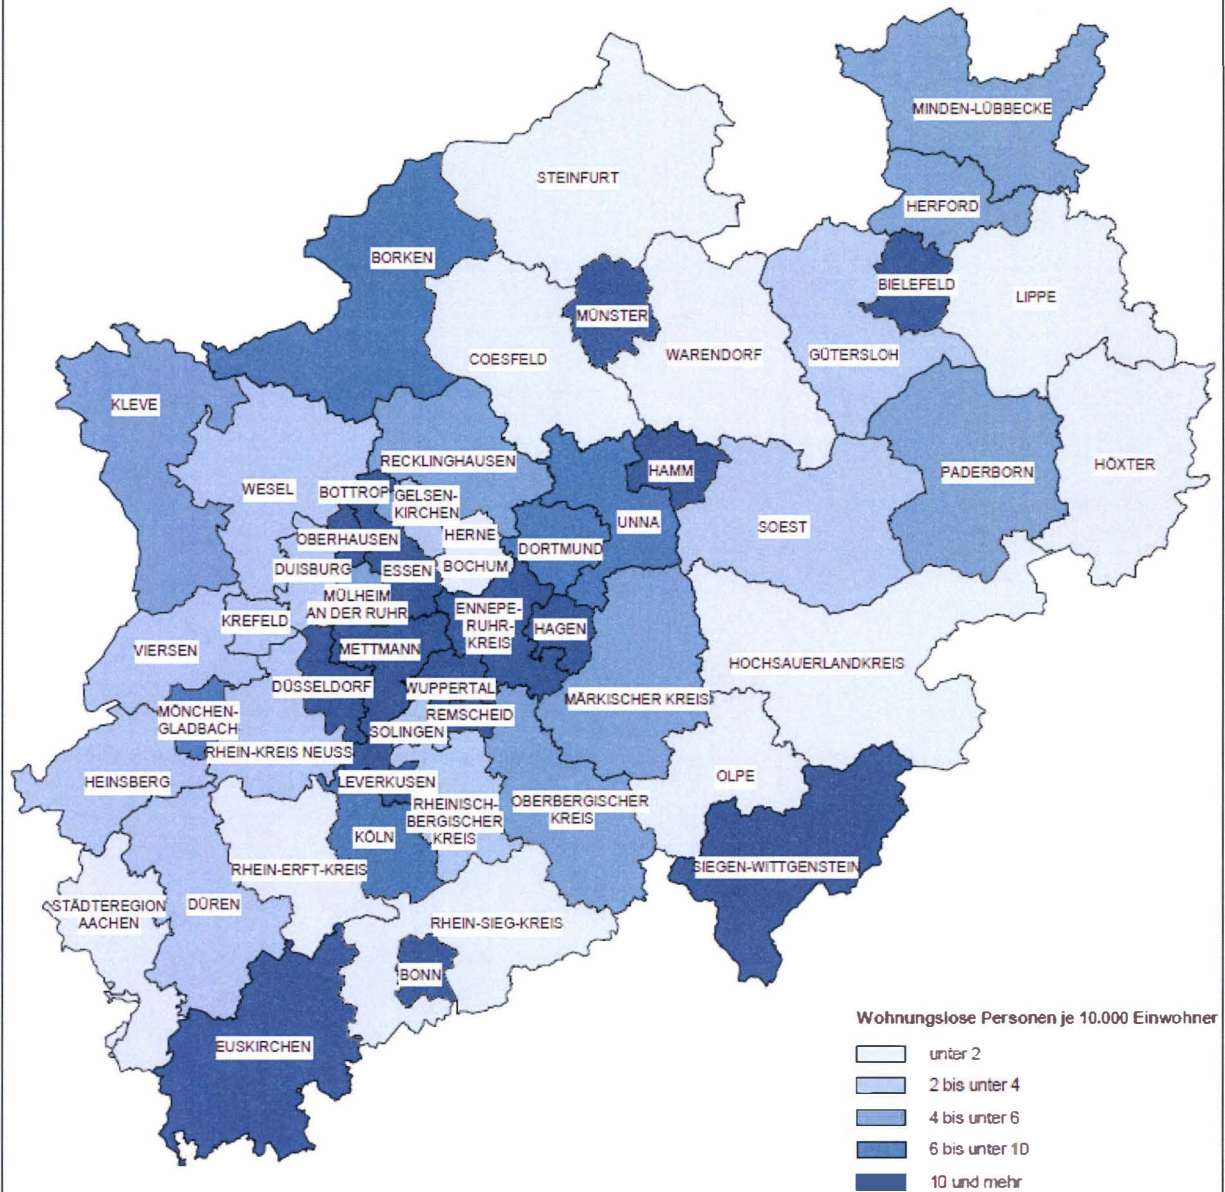 MINDEN-LÜBBECKE
STEINFURT
HERFORD
BORKEN
BIELEFELD
LIPPE
MÜNSTER
COESFELD
WARENDORF
GÜTERSLOH
KLEVE
RECKLINGHAUSEN
HAMM
PADERBORN
HÖXTER
WESEL
BOTTROP
GELSEN-
KIRCHEN
UNNA
SOEST
OBERHAUSEN
HERNE
DORTMUND
DUISBURG
ESSEN
BOCHUM
MÜLHEIM
AN DER RUHR
ENNEPE-
RUHR-
KREIS
HAGEN
KREFELD
VIERSEN
METTMANN
HOCHSAUERLANDKREIS
DÜSSELDORF
WUPPERTAL
MÄRKISCHER KREIS
MÖNCHEN-
GLADBACH
REMSCHEID
SOLINGEN
RHEIN-KREIS NEUSS
HEINSBERG
LEVERKUSEN
OLPE
RHEINISCH-
BERGISCHER
KREIS
OBERBERGISCHER
KREIS
KÖLN
RHEIN-ERFT-KREIS
SIEGEN-WITTGENSTEIN
STÄDTEREGION
AACHEN
DÜREN
RHEIN-SIEG-KREIS
BONN
EUSKIRCHEN
Wohnungslose Personen je 10.000 Einwohner
unter 2
2 bis unter 4
4 bis unter 6
6 bis unter 10
10 und mehr